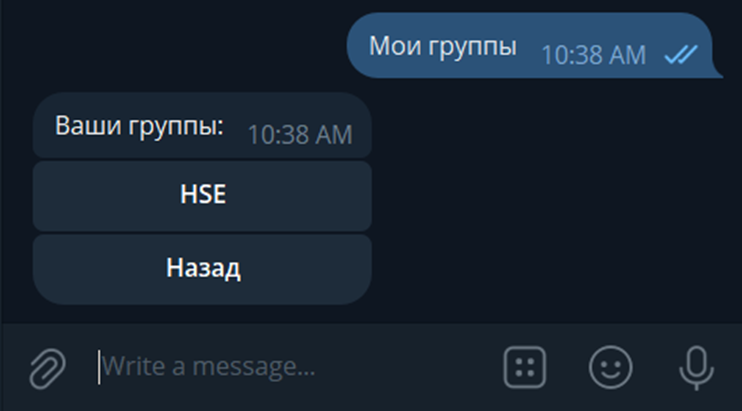 Мои группы 10:38 AM
Ваши группы: 10:38 AM
HSE
Назад
Write a message...